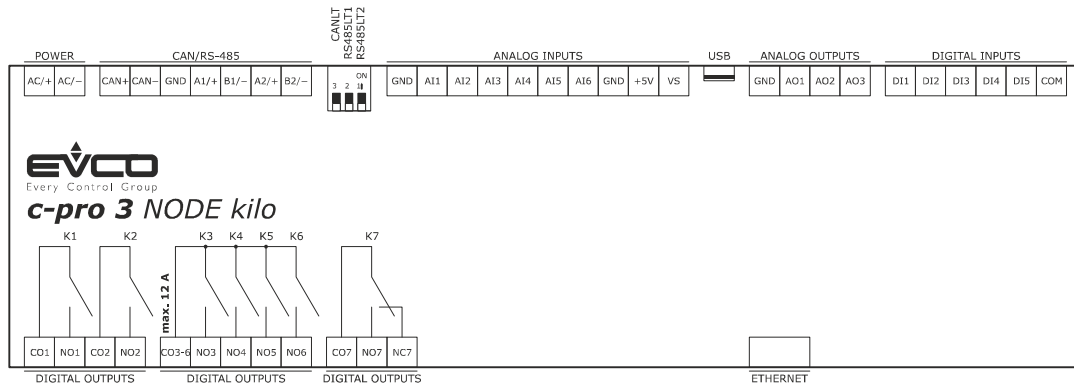 CANLT
RS485LT1
RS485LT2
POWER CAN/RS-485 ANALOG INPUTS USB ANALOG OUTPUTS DIGITAL INPUTS
AC/+ AC/− CAN+ CAN− GND A1/+ B1/− A2/+ B2/− ON GND AI1 AI2 AI3 AI4 AI5 AI6 GND +5V VS GND AO1 AO2 AO3 DI1 DI2 DI3 DI4 DI5 COM
3 2 1
EVCO
Every Control Group
c-pro 3 NODE kilo
K1 K2 K3 K4 K5 K6 K7
max. 12 A
CO1 NO1 CO2 NO2 CO3-6 NO3 NO4 NO5 NO6 CO7 NO7 NC7
DIGITAL OUTPUTS DIGITAL OUTPUTS DIGITAL OUTPUTS ETHERNET